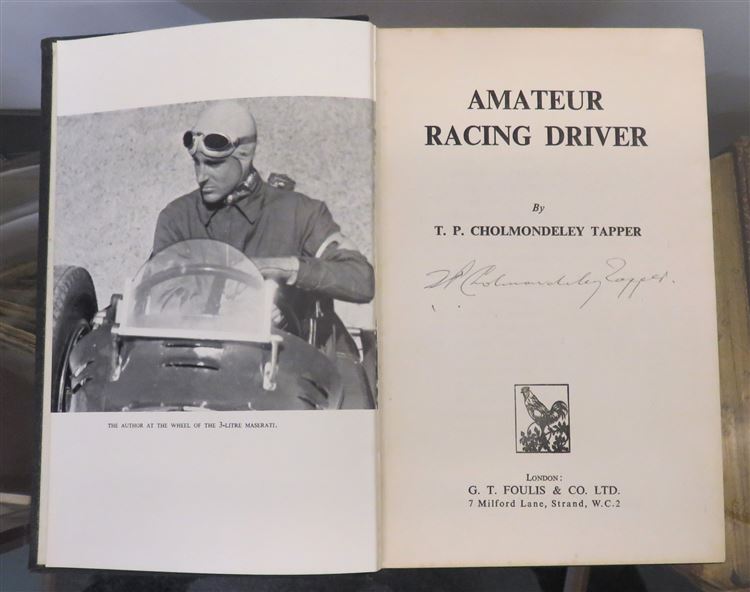 THE AUTHOR AT THE WHEEL OF THE 3-LITRE MASERATI.
AMATEUR
RACING DRIVER
By
T. P. CHOLMONDELEY TAPPER
TP Cholmondeley Tapper.
LONDON:
G. T. FOULIS & CO. LTD.
7 Milford Lane, Strand, W.C.2